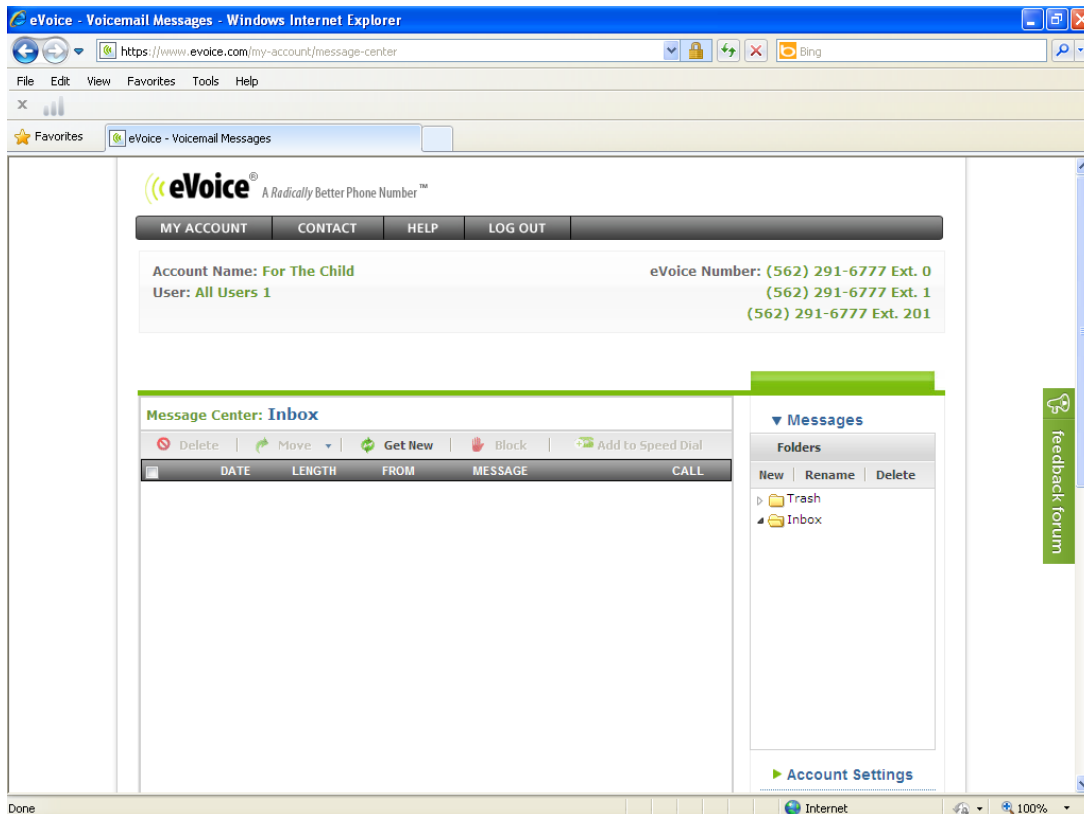 eVoice - Voicemail Messages - Windows Internet Explorer
https://www.evoice.com/my-account/message-center
Bing
File Edit View Favorites Tools Help
x
Favorites
eVoice - Voicemail Messages
eVoice® A Radically Better Phone Number™
MY ACCOUNT CONTACT HELP LOG OUT
Account Name: For The Child
User: All Users 1
eVoice Number: (562) 291-6777 Ext. 0
(562) 291-6777 Ext. 1
(562) 291-6777 Ext. 201
Message Center: Inbox
Delete Move Get New Block Add to Speed Dial
DATE LENGTH FROM MESSAGE CALL
Messages
Folders
New Rename Delete
Trash
Inbox
Account Settings
feedback forum
Done
Internet
100%